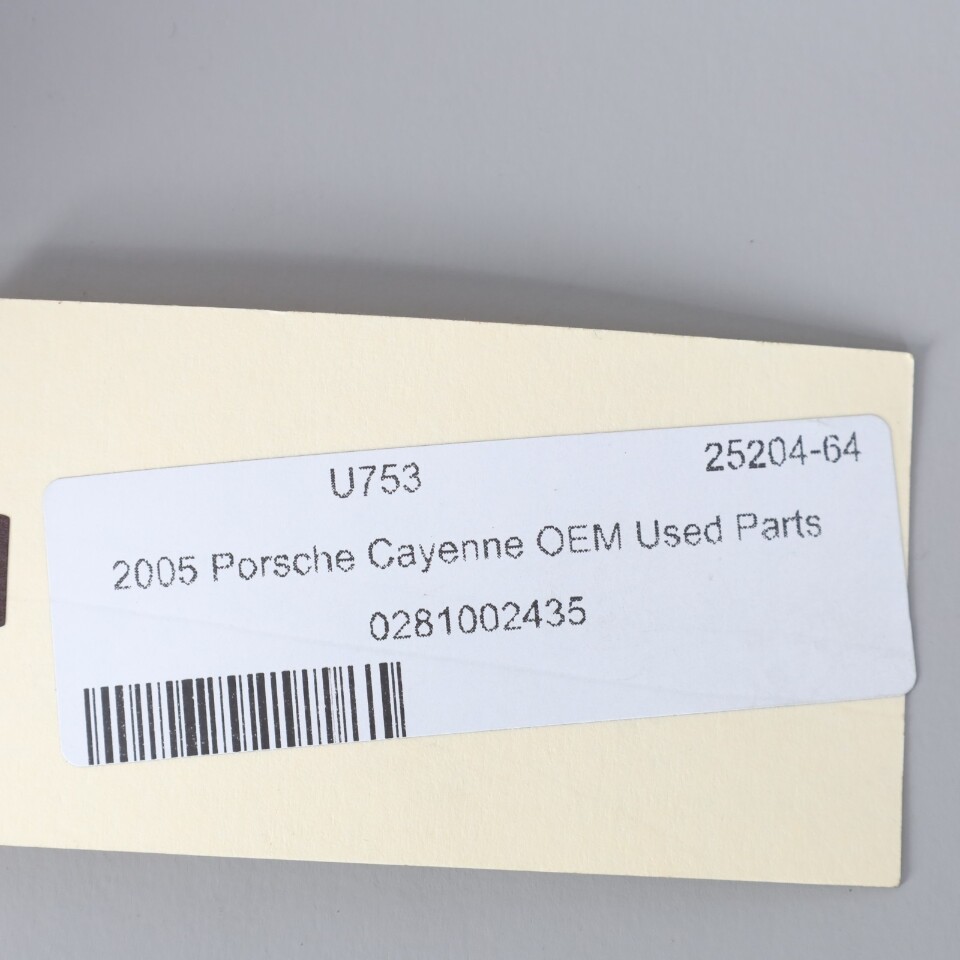 U753 25204-64
2005 Porsche Cayenne OEM Used Parts
0281002435